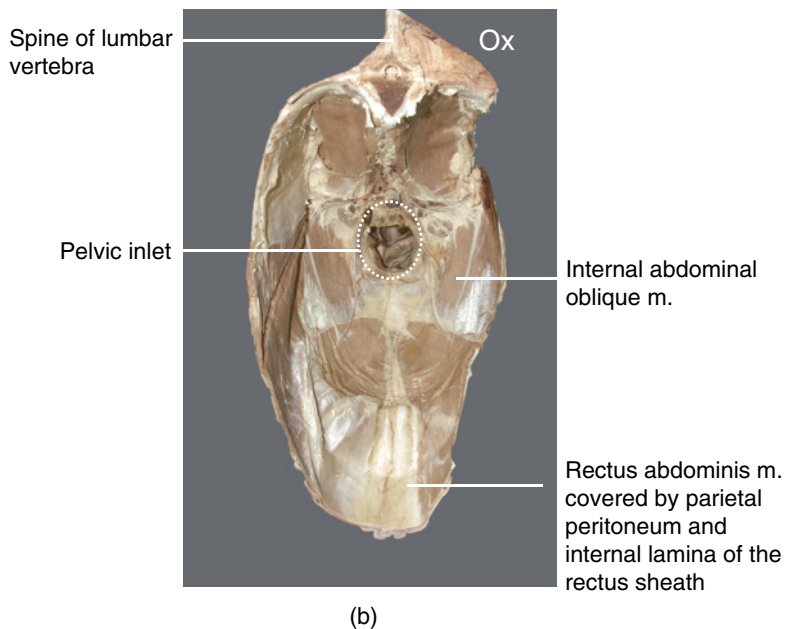 Spine of lumbar
vertebra
Ox
Pelvic inlet
Internal abdominal
oblique m.
Rectus abdominis m.
covered by parietal
peritoneum and
internal lamina of the
rectus sheath
(b)